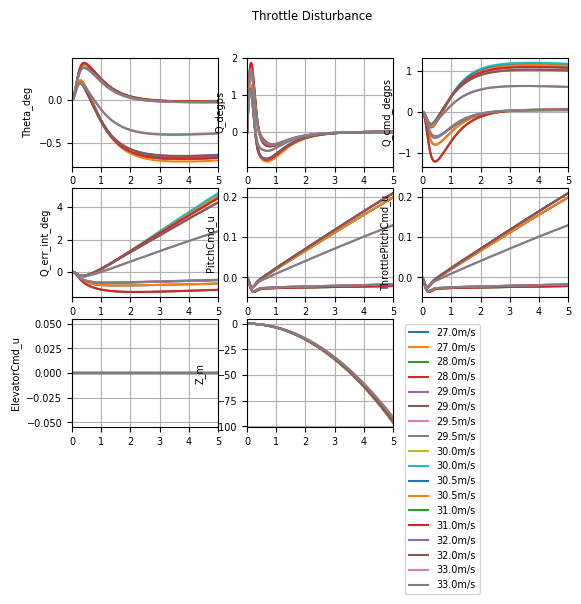 Throttle Disturbance
Theta_deg
0.0
−0.5
0 1 2 3 4 5
Q_degps
2
1
0
0 1 2 3 4 5
Q_cmd_degps
1
0
−1
0 1 2 3 4 5
Q_err_int_deg
4
2
0
0 1 2 3 4 5
PitchCmd_u
0.2
0.1
0.0
0 1 2 3 4 5
ThrottlePitchCmd_u
0.2
0.1
0.0
0 1 2 3 4 5
ElevatorCmd_u
0.050
0.025
0.000
−0.025
−0.050
0 1 2 3 4 5
Z_m
0
−25
−50
−75
−100
0 1 2 3 4 5
27.0m/s
27.0m/s
28.0m/s
28.0m/s
29.0m/s
29.0m/s
29.5m/s
29.5m/s
30.0m/s
30.0m/s
30.5m/s
30.5m/s
31.0m/s
31.0m/s
32.0m/s
32.0m/s
33.0m/s
33.0m/s